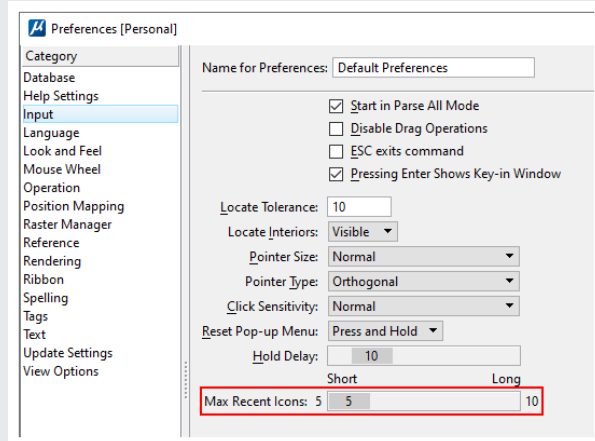 Preferences [Personal]
Category
Database
Help Settings
Input
Language
Look and Feel
Mouse Wheel
Operation
Position Mapping
Raster Manager
Reference
Rendering
Ribbon
Spelling
Tags
Text
Update Settings
View Options
Name for Preferences: Default Preferences
Start in Parse All Mode
Disable Drag Operations
ESC exits command
Pressing Enter Shows Key-in Window
Locate Tolerance: 10
Locate Interiors: Visible
Pointer Size: Normal
Pointer Type: Orthogonal
Click Sensitivity: Normal
Reset Pop-up Menu: Press and Hold
Hold Delay: 10
Short Long
Max Recent Icons: 5 5 10